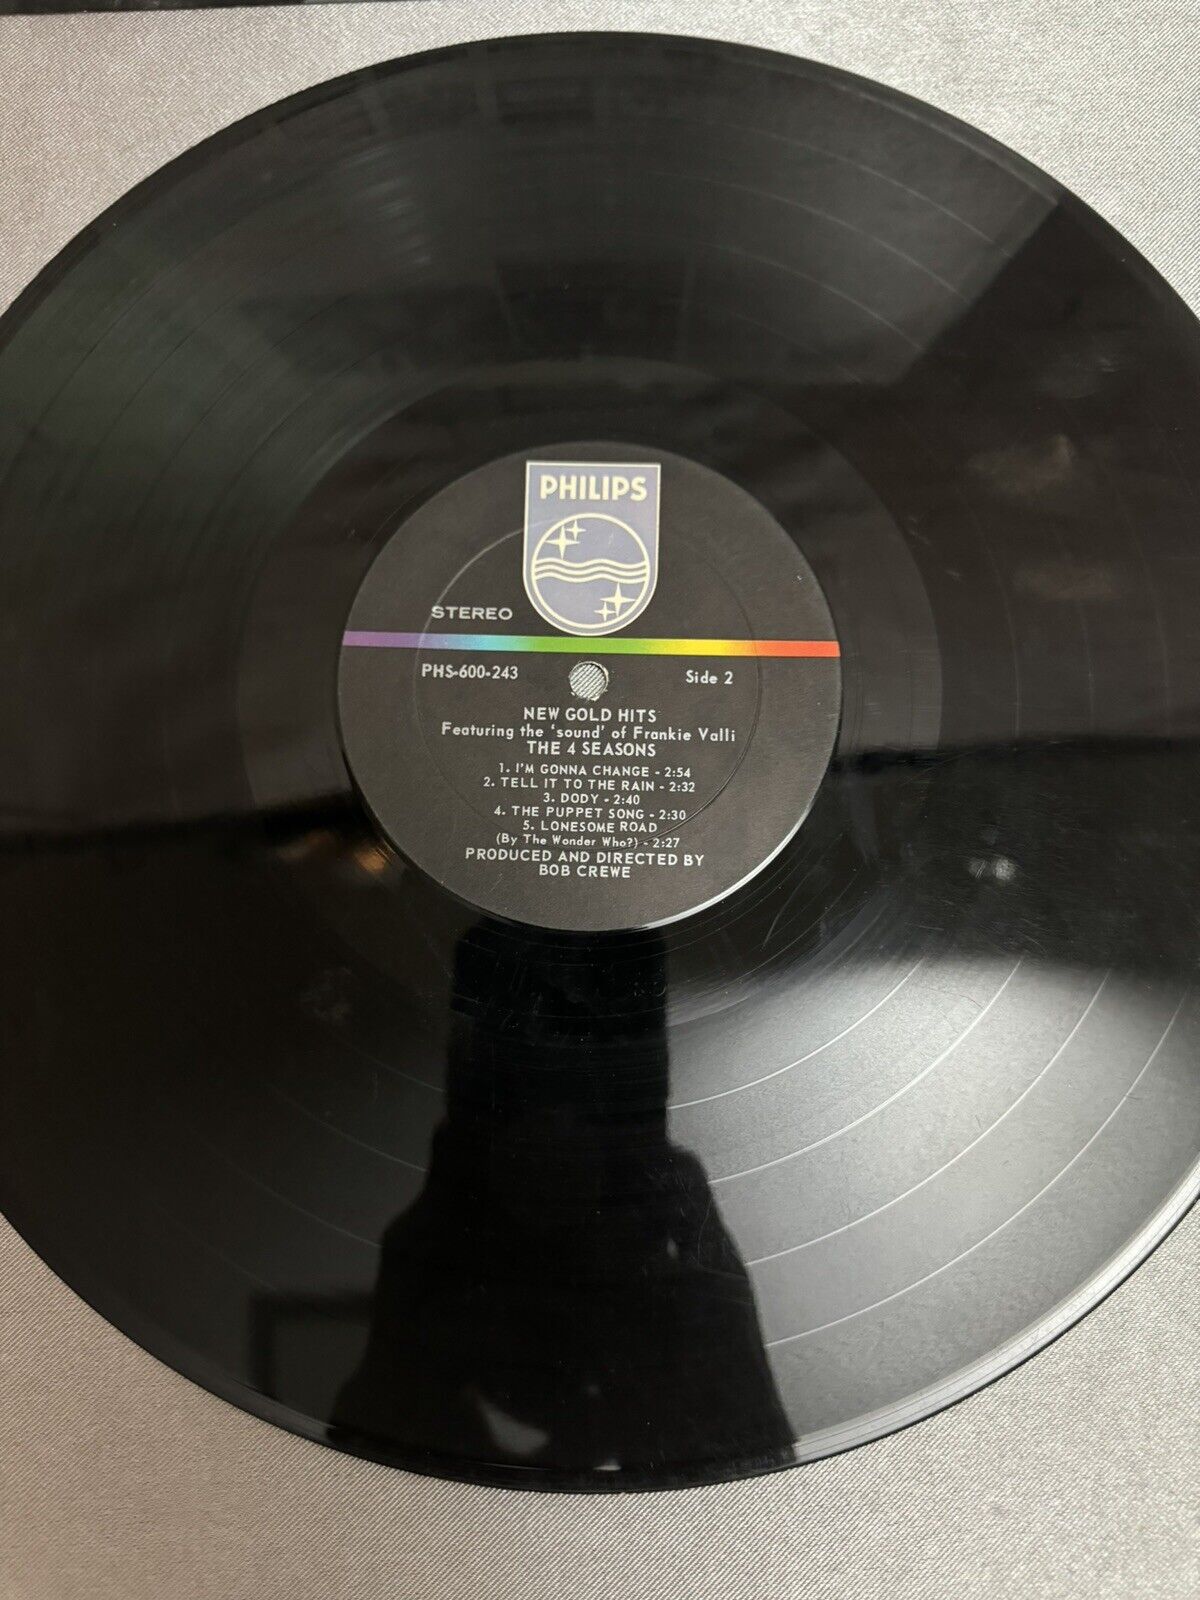 PHILIPS
STEREO
PHS-600-243
Side 2
NEW GOLD HITS
Featuring the 'sound' of Frankie Valli
THE 4 SEASONS
1. I'M GONNA CHANGE - 2:54
2. TELL IT TO THE RAIN - 2:32
3. DODY - 2:40
4. THE PUPPET SONG - 2:30
5. LONESOME ROAD
(By The Wonder Who?) - 2:27
PRODUCED AND DIRECTED BY
BOB CREWE